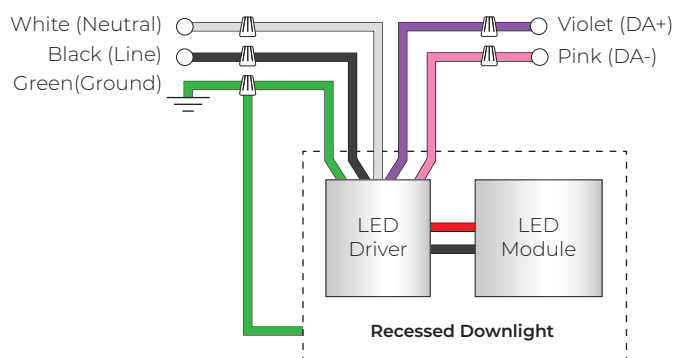 White (Neutral)
Violet (DA+)
Black (Line)
Pink (DA-)
Green(Ground)
LED
Driver
LED
Module
Recessed Downlight